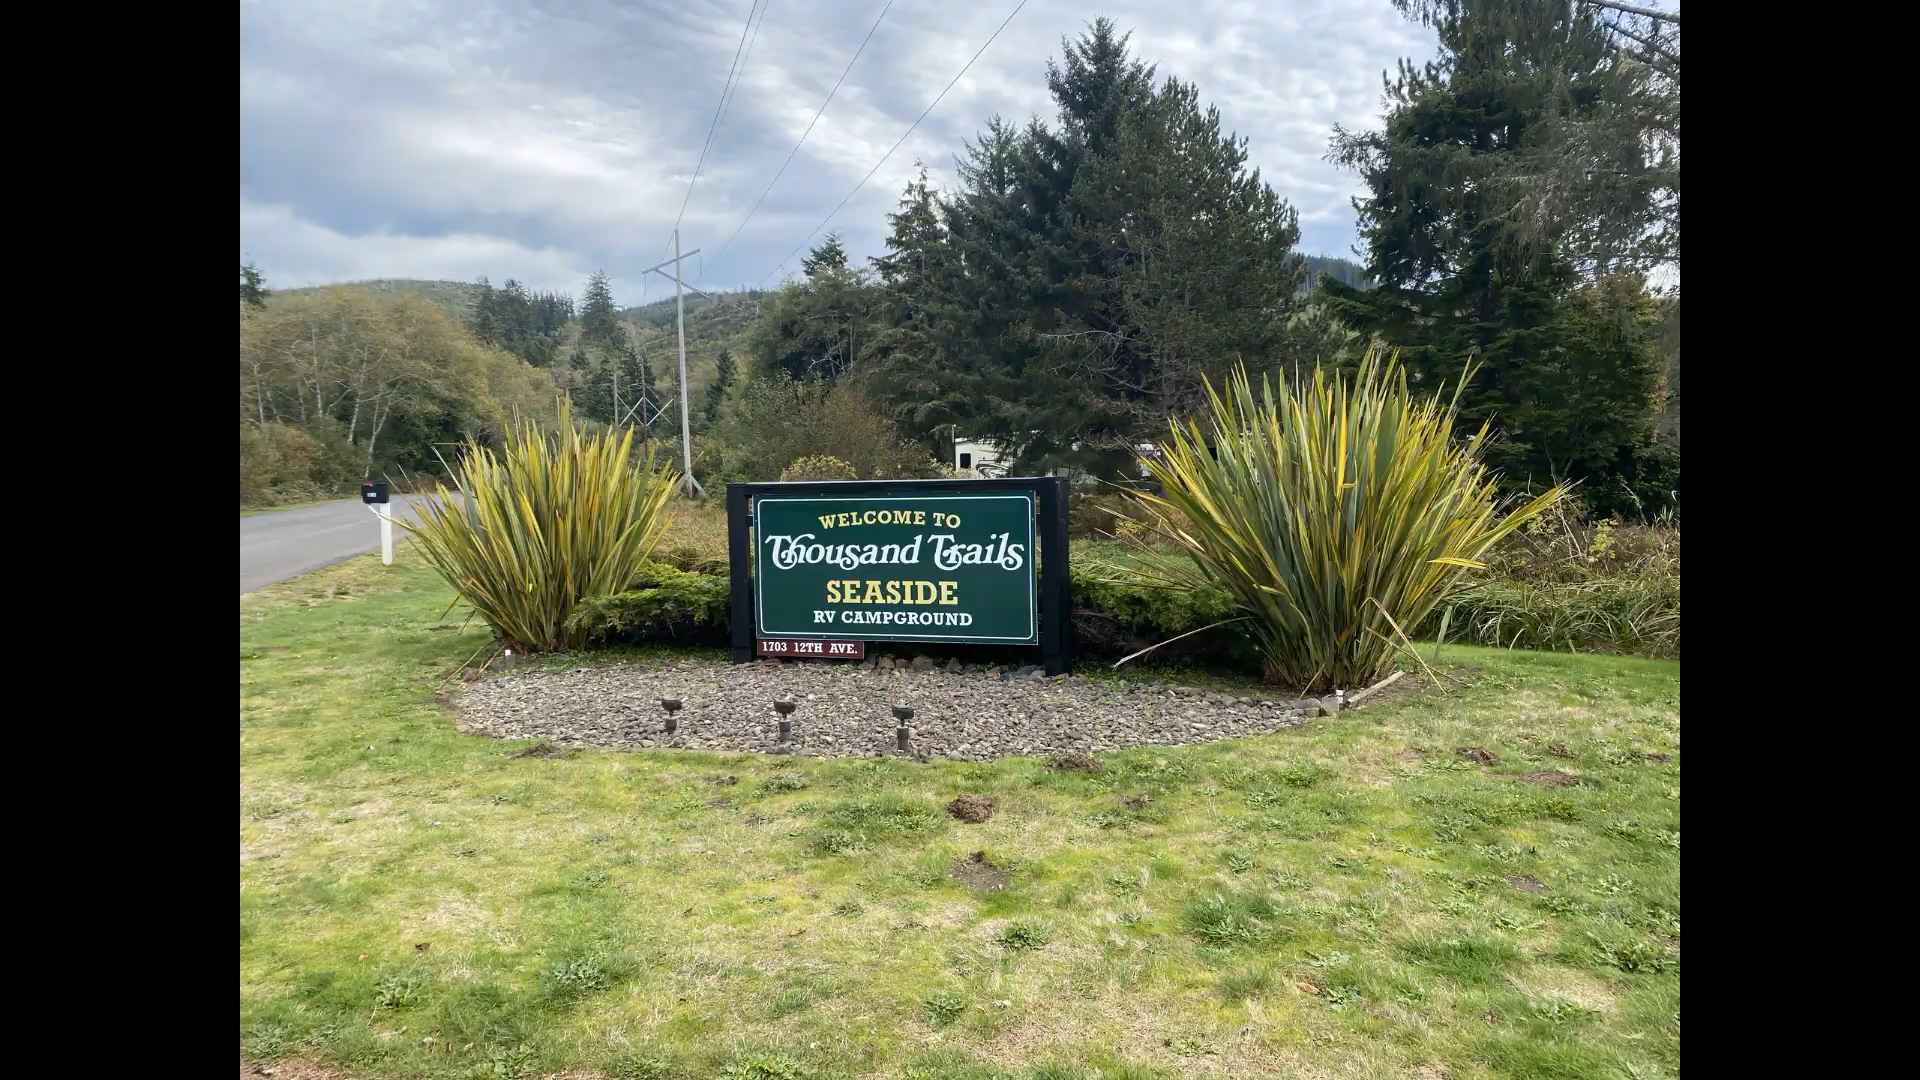 WELCOME TO
Thousand Trails
SEASIDE
RV CAMPGROUND
1703 12TH AVE.